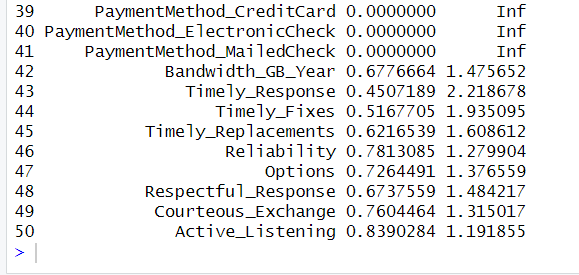 39 PaymentMethod_CreditCard 0.0000000 Inf
40 PaymentMethod_ElectronicCheck 0.0000000 Inf
41 PaymentMethod_MailedCheck 0.0000000 Inf
42 Bandwidth_GB_Year 0.6776664 1.475652
43 Timely_Response 0.4507189 2.218678
44 Timely_Fixes 0.5167705 1.935095
45 Timely_Replacements 0.6216539 1.608612
46 Reliability 0.7813085 1.279904
47 Options 0.7264491 1.376559
48 Respectful_Response 0.6737559 1.484217
49 Courteous_Exchange 0.7604464 1.315017
50 Active_Listening 0.8390284 1.191855
>